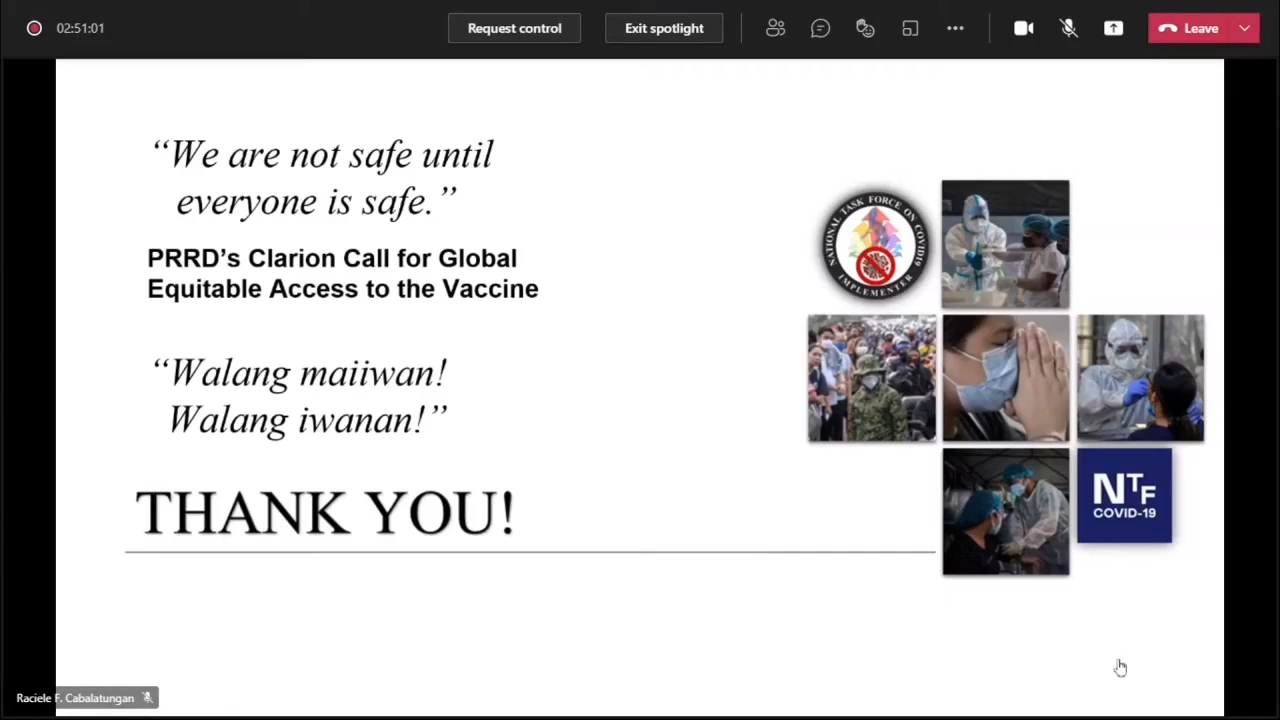 02:51:01
Request control
Exit spotlight
Leave
“We are not safe until
everyone is safe.”
PRRD’s Clarion Call for Global
Equitable Access to the Vaccine
“Walang maiiwan!
Walang iwanan!”
THANK YOU!
NATIONAL TASK FORCE ON COVID19
IMPLEMENTER
NTF
COVID-19
Raciele F. Cabalatungan